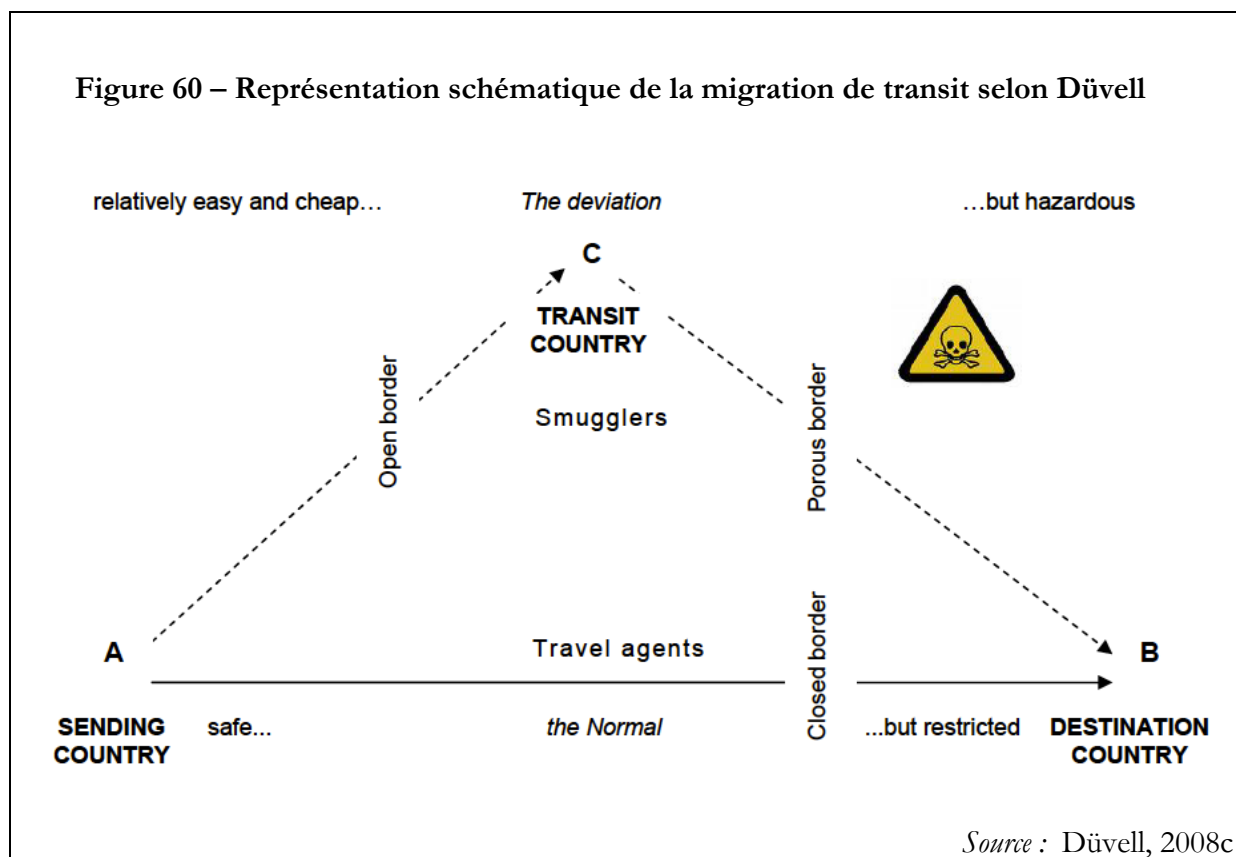 Figure 60 – Représentation schématique de la migration de transit selon Düvell
relatively easy and cheap…
The deviation
…but hazardous
C
TRANSIT
COUNTRY
Open border
Smugglers
Porous border
A
Travel agents
Closed border
B
SENDING
COUNTRY
safe...
the Normal
...but restricted
DESTINATION
COUNTRY
Source : Düvell, 2008c